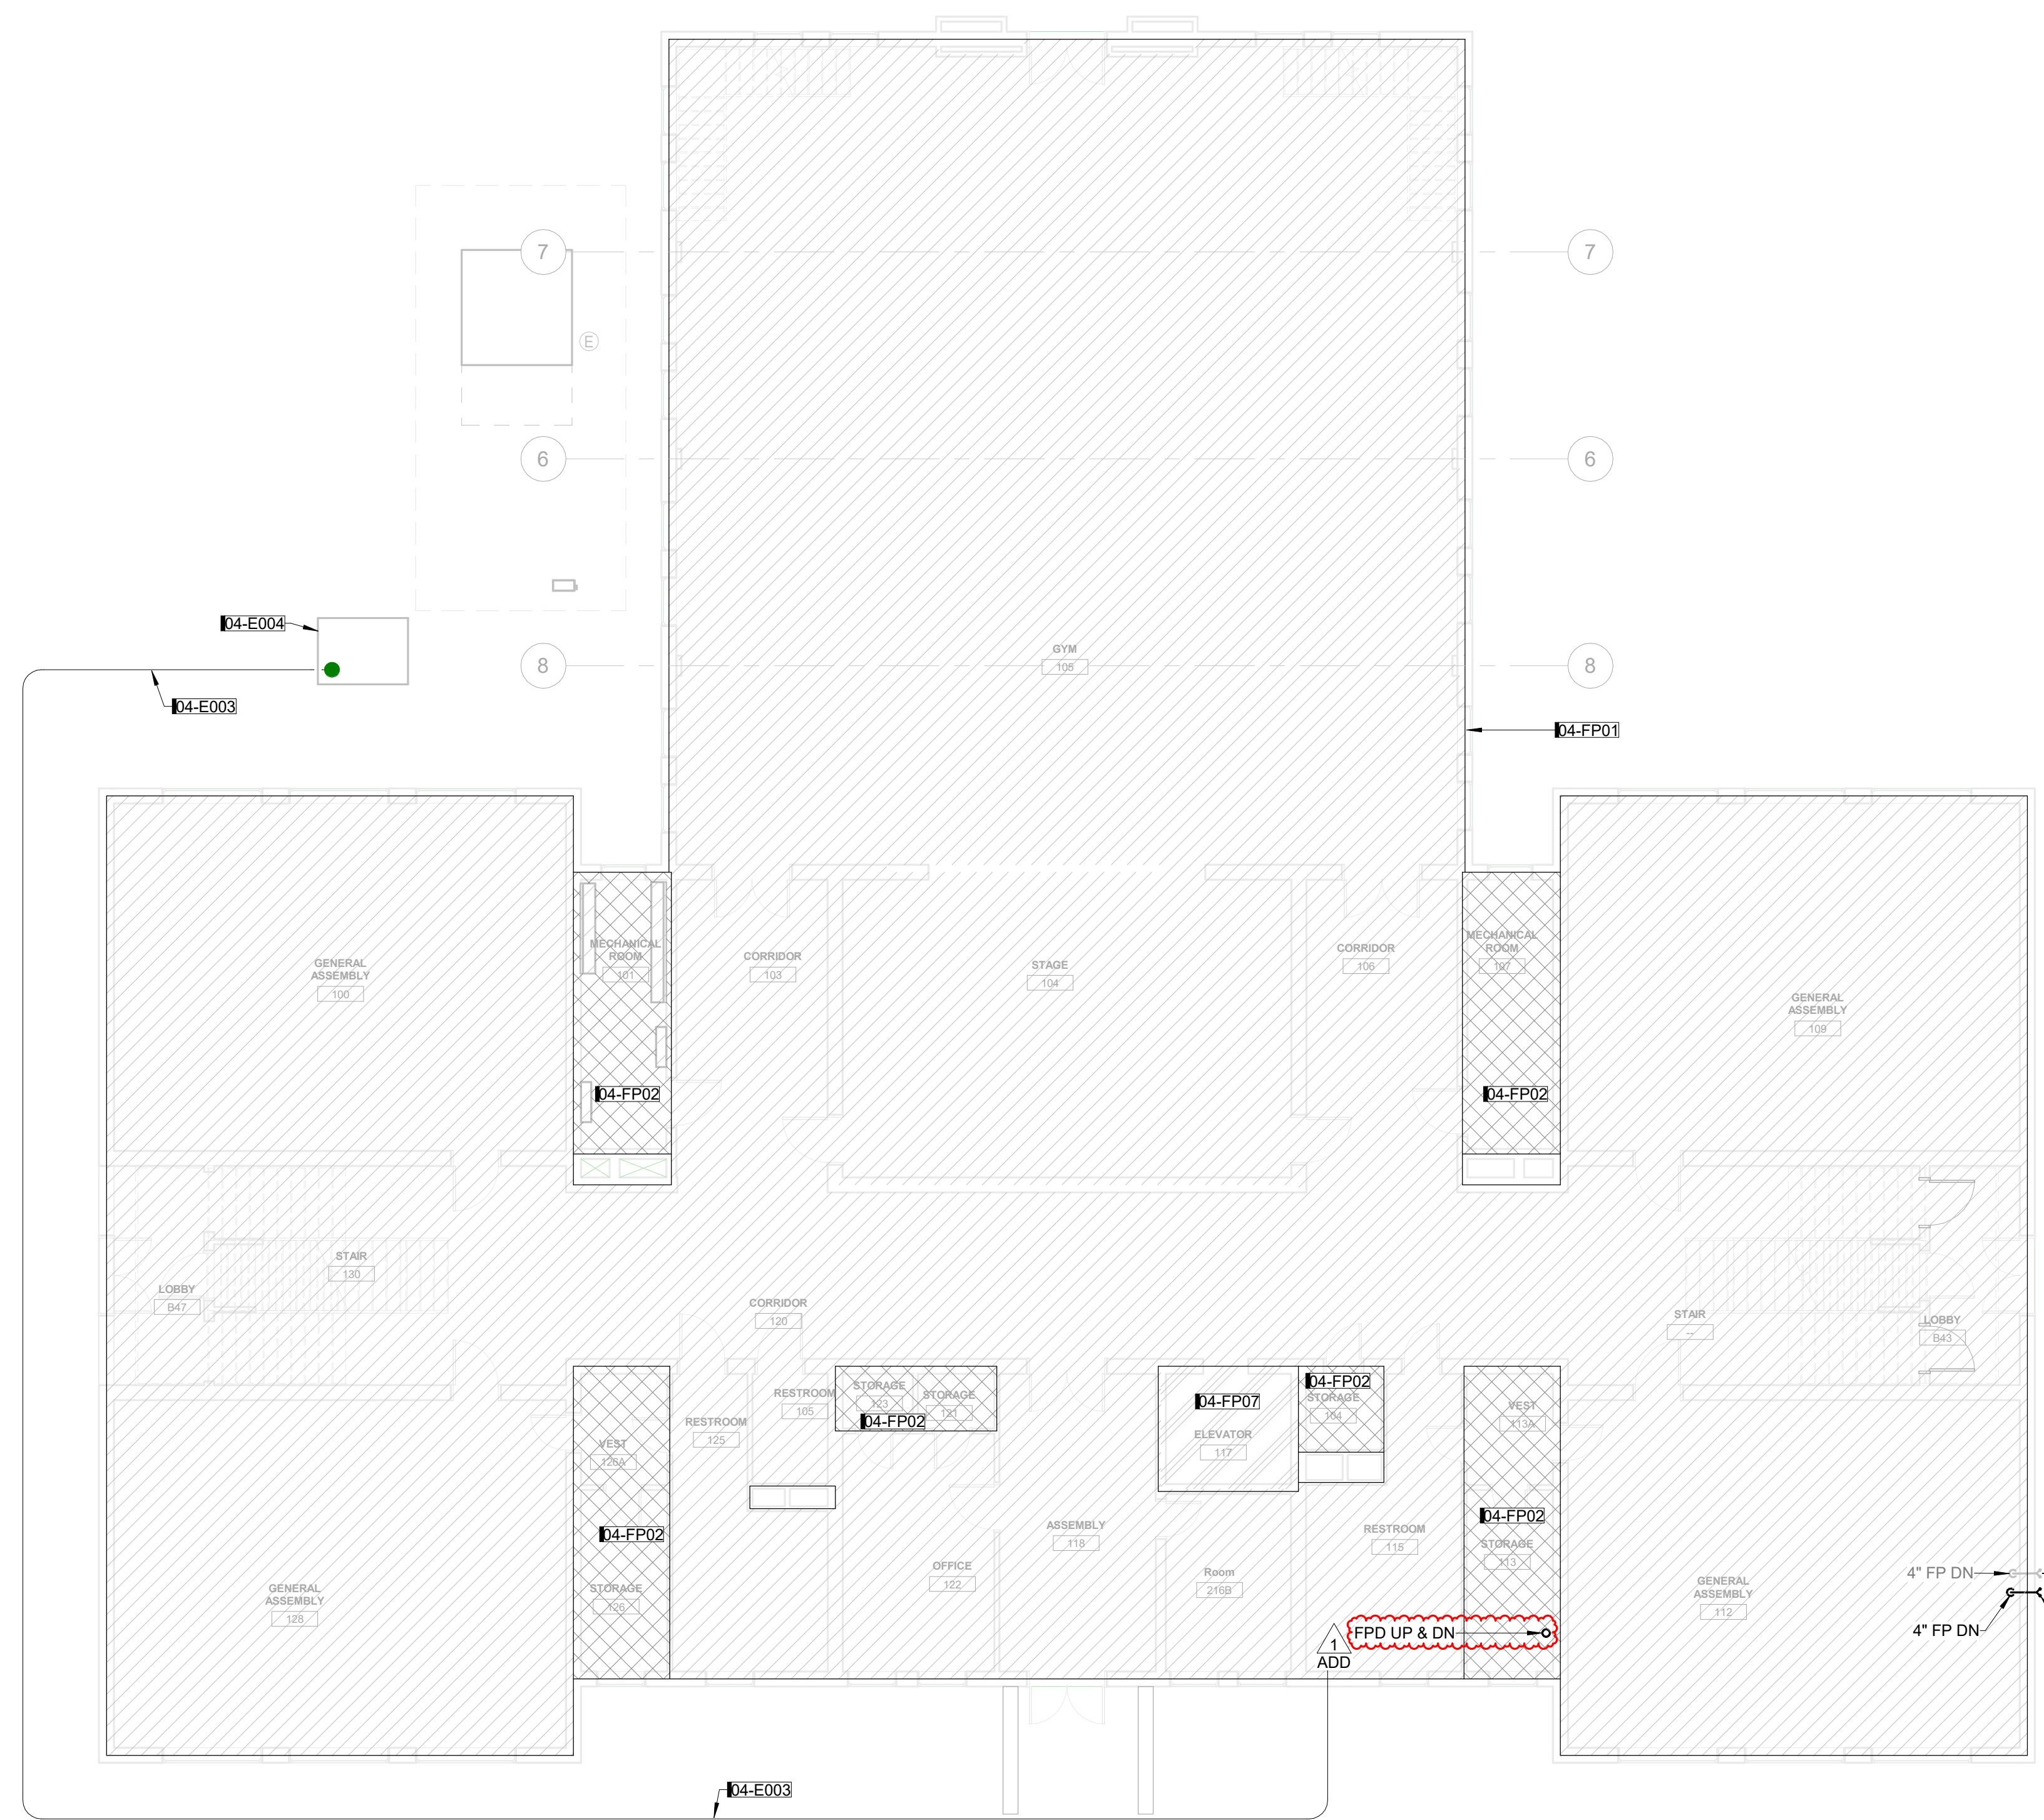 7
7
E
6
6
04-E004
8
8
GYM
105
04-E003
04-FP01
MECHANICAL
ROOM
101
CORRIDOR
103
STAGE
104
CORRIDOR
106
MECHANICAL
ROOM
107
GENERAL
ASSEMBLY
100
GENERAL
ASSEMBLY
109
04-FP02
04-FP02
STAIR
130
LOBBY
B47
CORRIDOR
120
STAIR
--
LOBBY
B43
RESTROOM
105
STORAGE
123
STORAGE
121
04-FP02
04-FP07
ELEVATOR
117
04-FP02
STORAGE
104
VEST
113A
RESTROOM
125
VEST
126A
04-FP02
STORAGE
126
OFFICE
122
ASSEMBLY
118
Room
216B
RESTROOM
115
04-FP02
STORAGE
113
GENERAL
ASSEMBLY
128
GENERAL
ASSEMBLY
112
4" FP DN
4" FP DN
1
ADD
FPD UP & DN
04-E003